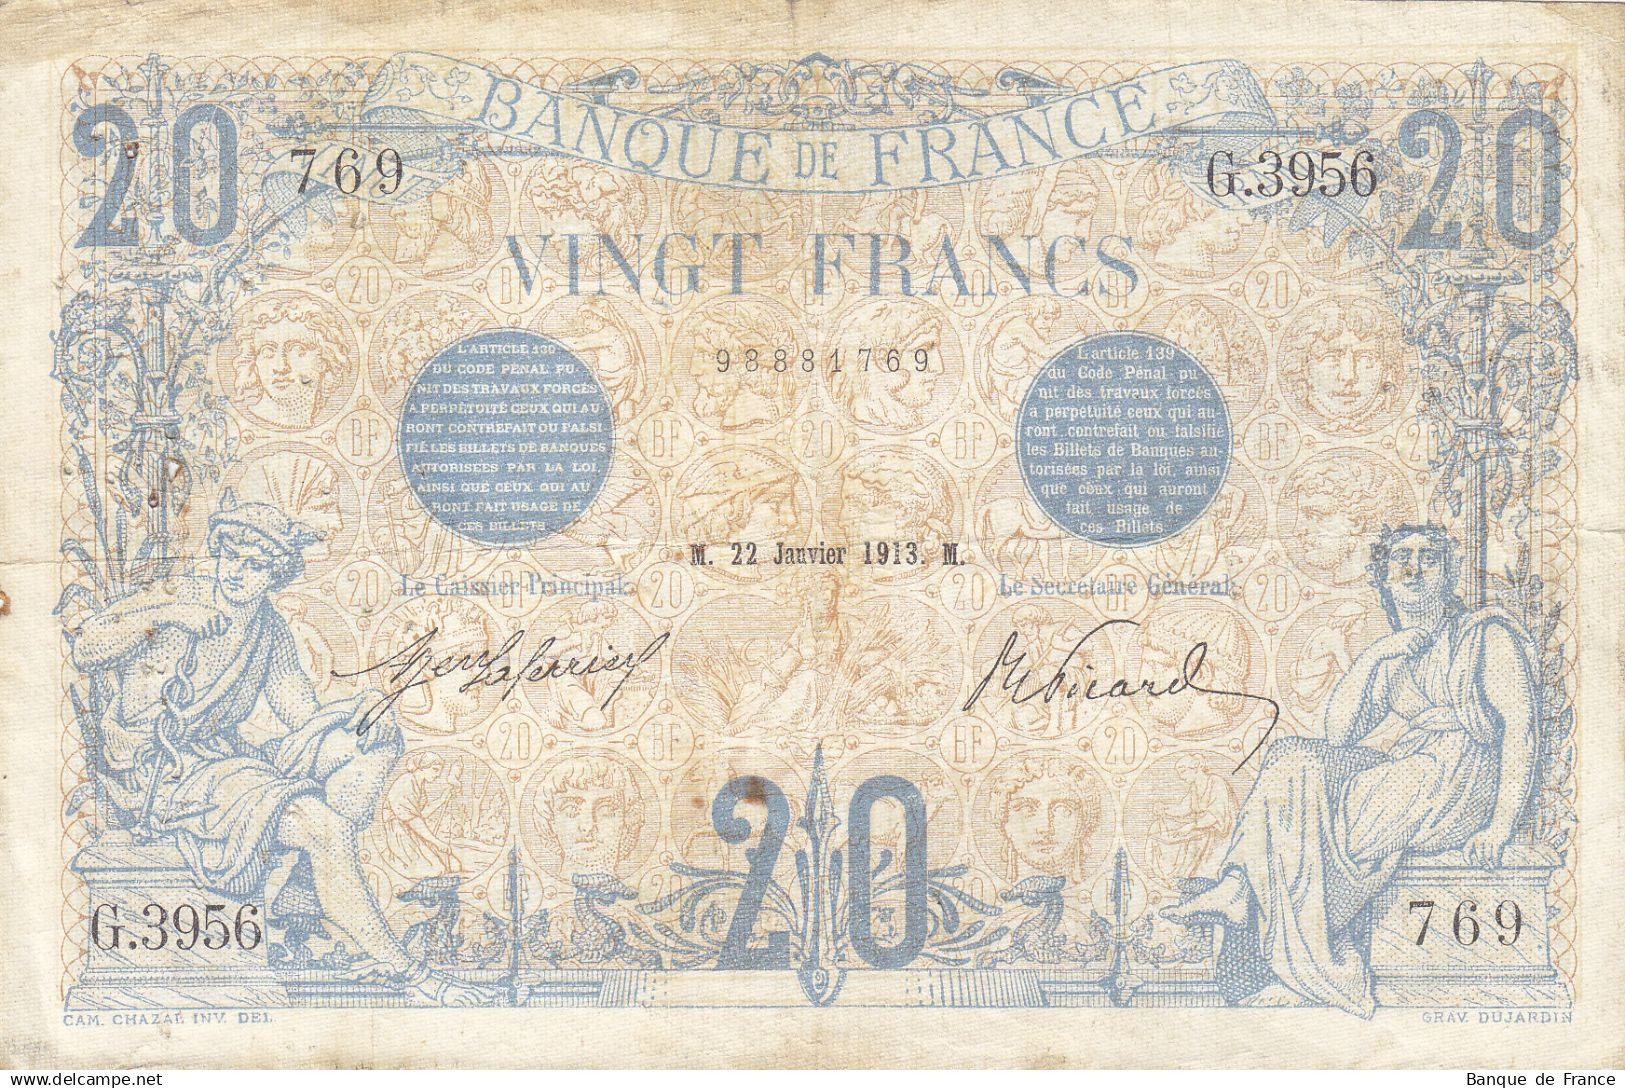 BANQUE DE FRANCE
20
20
769
G.3956
VINGT FRANCS
L'ARTICLE 139
DU CODE PÉNAL PU-
NIT DES TRAVAUX FORCÉS
A PERPÉTUITÉ CEUX QUI AU
RONT CONTREFAIT OU FALSI
FIÉ LES BILLETS DE BANQUES
AUTORISÉES PAR LA LOI,
AINSI QUE CEUX QUI AU
RONT FAIT USAGE DE
CES BILLETS
98881769
L'article 139
du Code Pénal pu
nit des travaux forcés
à perpétuité ceux qui au-
ront contrefait ou falsifié
les Billets de Banques au-
torisées par la loi, ainsi
que ceux qui auront
fait usage de
ces Billets.
M. 22 Janvier 1913. M.
Le Caissier Principal.
Le Secrétaire Général.
Picard
20
G.3956
769
CAM. CHAZAL INV. DEL.
GRAV. DUJARDIN
delcampe.net
Banque de France